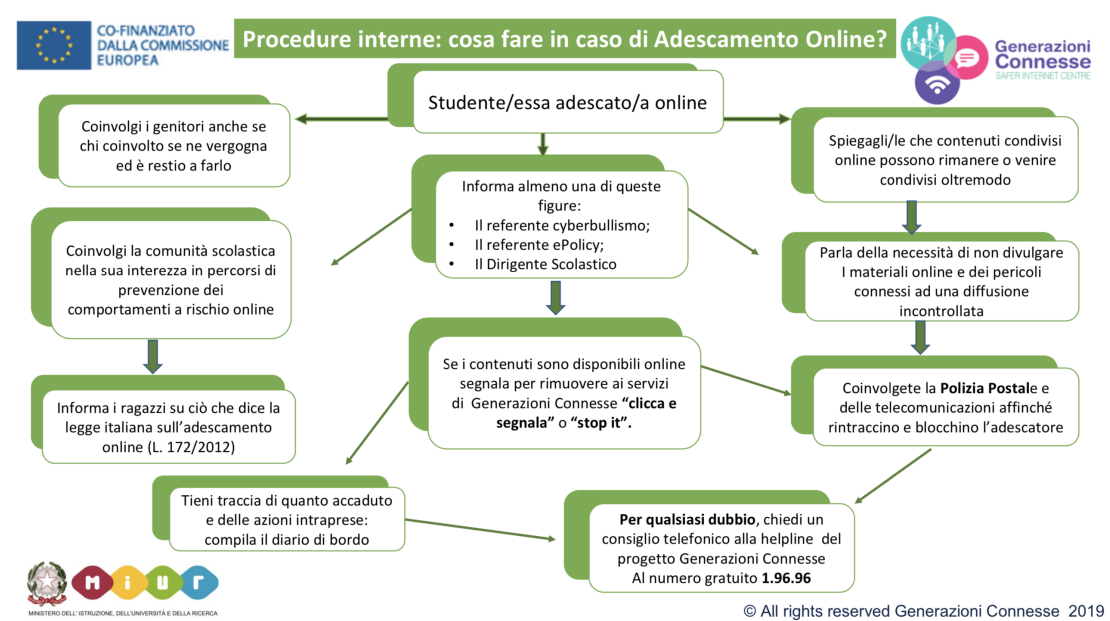 CO-FINANZIATO
DALLA COMMISSIONE
EUROPEA
Procedure interne: cosa fare in caso di Adescamento Online?
Generazioni
Connesse
SAFER INTERNET CENTRE
Studente/essa adescato/a online
Coinvolgi i genitori anche se
chi coinvolto se ne vergogna
ed è restio a farlo
Spiegagli/le che contenuti condivisi
online possono rimanere o venire
condivisi oltremodo
Informa almeno una di queste
figure:
• Il referente cyberbullismo;
• Il referente ePolicy;
• Il Dirigente Scolastico
Coinvolgi la comunità scolastica
nella sua interezza in percorsi di
prevenzione dei
comportamenti a rischio online
Parla della necessità di non divulgare
I materiali online e dei pericoli
connessi ad una diffusione
incontrollata
Se i contenuti sono disponibili online
segnala per rimuovere ai servizi
di Generazioni Connesse “clicca e
segnala” o “stop it”.
Informa i ragazzi su ciò che dice la
legge italiana sull’adescamento
online (L. 172/2012)
Coinvolgete la Polizia Postale e
delle telecomunicazioni affinché
rintraccino e blocchino l’adescatore
Tieni traccia di quanto accaduto
e delle azioni intraprese:
compila il diario di bordo
Per qualsiasi dubbio, chiedi un
consiglio telefonico alla helpline del
progetto Generazioni Connesse
Al numero gratuito 1.96.96
miur
MINISTERO DELL' ISTRUZIONE, DELL'UNIVERSITÀ E DELLA RICERCA
© All rights reserved Generazioni Connesse 2019